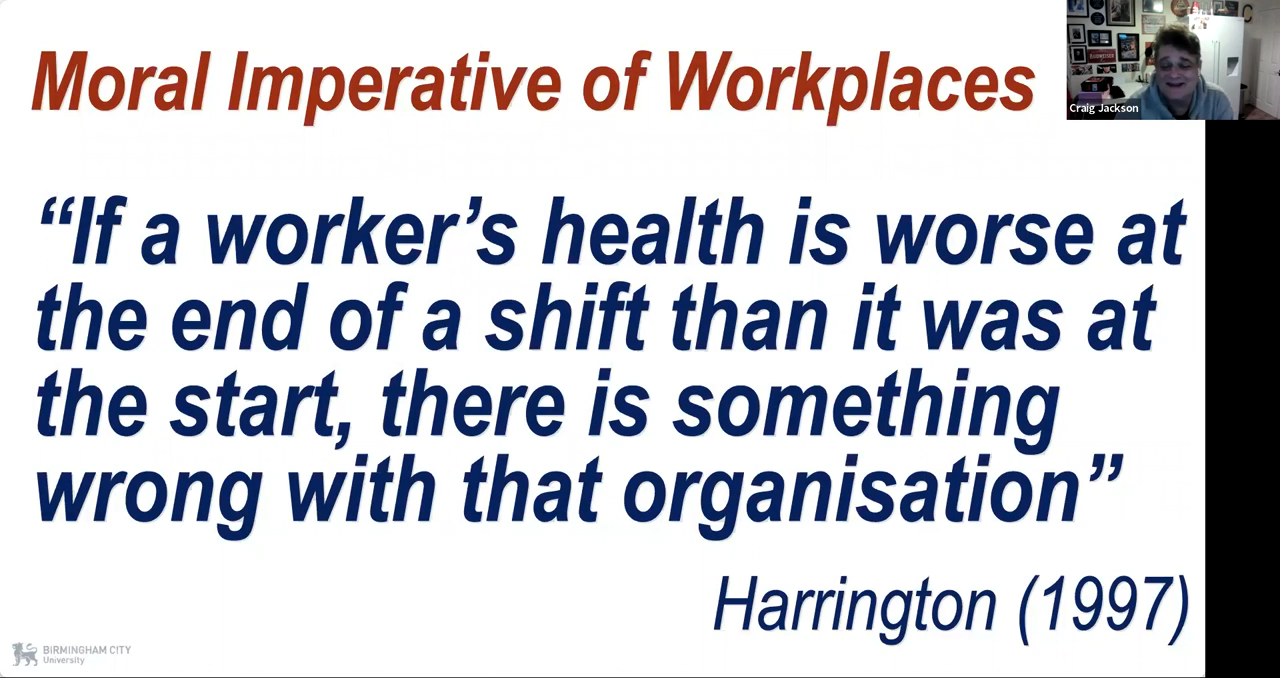 Moral Imperative of Workplaces
Craig Jackson
“If a worker’s health is worse at
the end of a shift than it was at
the start, there is something
wrong with that organisation”
Harrington (1997)
BIRMINGHAM CITY
University